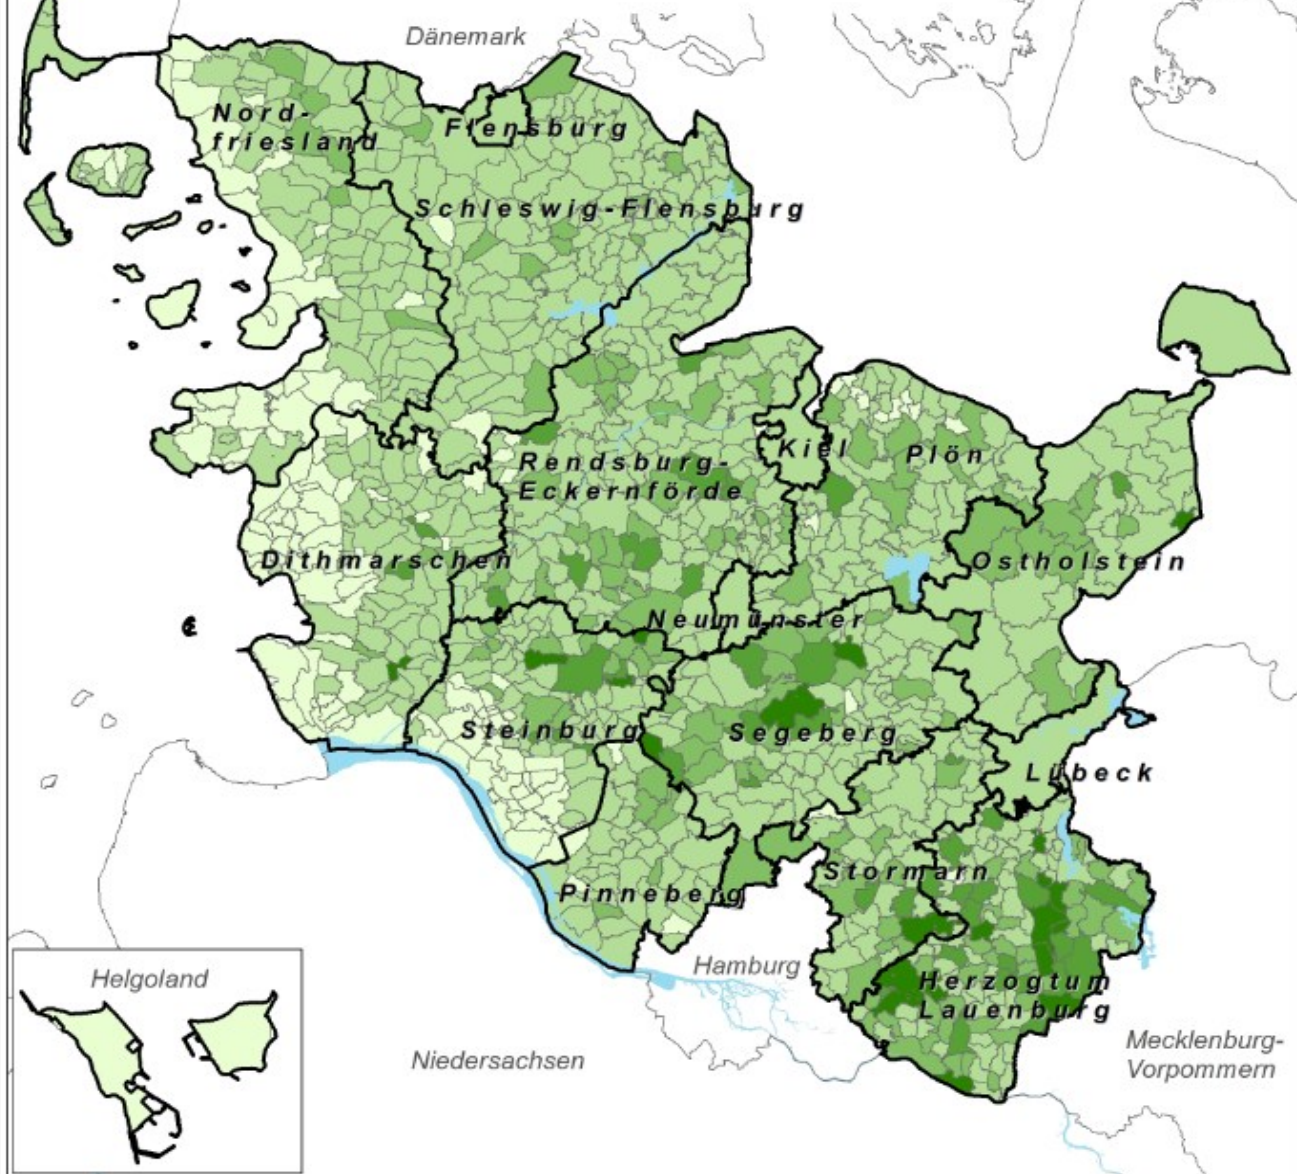 Dänemark
Nord-
friesland
Flensburg
Schleswig-Flensburg
Kiel
Plön
Rendsburg-
Eckernförde
Dithmarschen
Ostholstein
Neumünster
Steinburg
Segeberg
Lübeck
Stormarn
Pinneberg
Hamburg
Helgoland
Herzogtum
Lauenburg
Niedersachsen
Mecklenburg-
Vorpommern